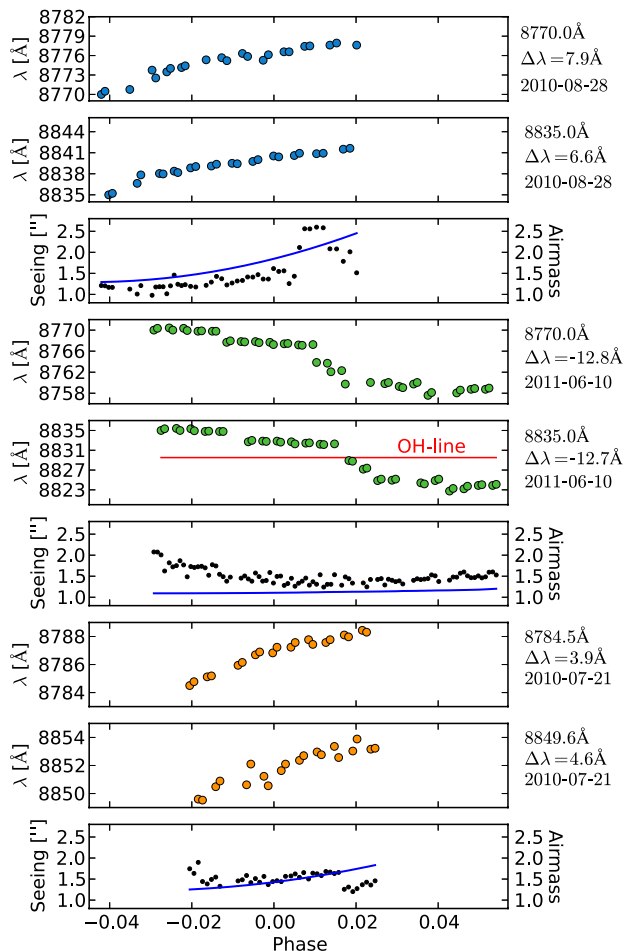 8782
8778
8774
8770
λ [Å]
8770.0Å
Δλ=7.9Å
2010-08-28
8844
8841
8838
8835
λ [Å]
8835.0Å
Δλ=6.6Å
2010-08-28
2.5
2.0
1.5
1.0
Seeing ["]
2.5
2.0
1.5
1.0
Airmass
8770
8766
8762
8758
λ [Å]
8770.0Å
Δλ=-12.8Å
2011-06-10
8835
8831
8827
8823
λ [Å]
OH-line
8835.0Å
Δλ=-12.7Å
2011-06-10
2.5
2.0
1.5
1.0
Seeing ["]
2.5
2.0
1.5
1.0
Airmass
8788
8786
8784
λ [Å]
8784.5Å
Δλ=3.9Å
2010-07-21
8854
8852
8850
λ [Å]
8849.6Å
Δλ=4.6Å
2010-07-21
2.5
2.0
1.5
1.0
Seeing ["]
2.5
2.0
1.5
1.0
Airmass
−0.04 −0.02 0.00 0.02 0.04
Phase